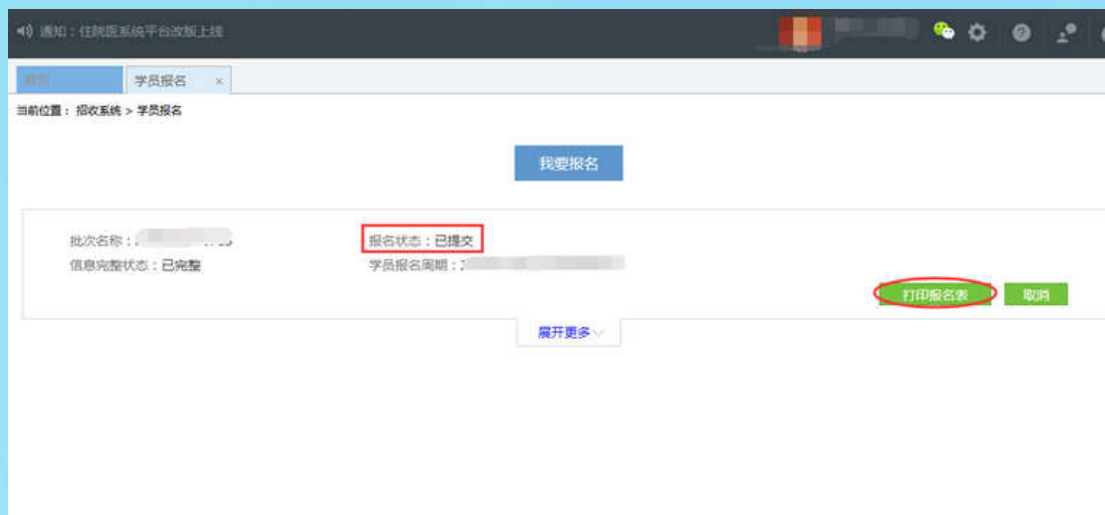 通知：住院医系统平台改版上线
首页
学员报名 ×
当前位置： 招收系统 > 学员报名
我要报名
批次名称：
报名状态：已提交
信息完整状态：已完整
学员报名周期：
打印报名表
取消
展开更多